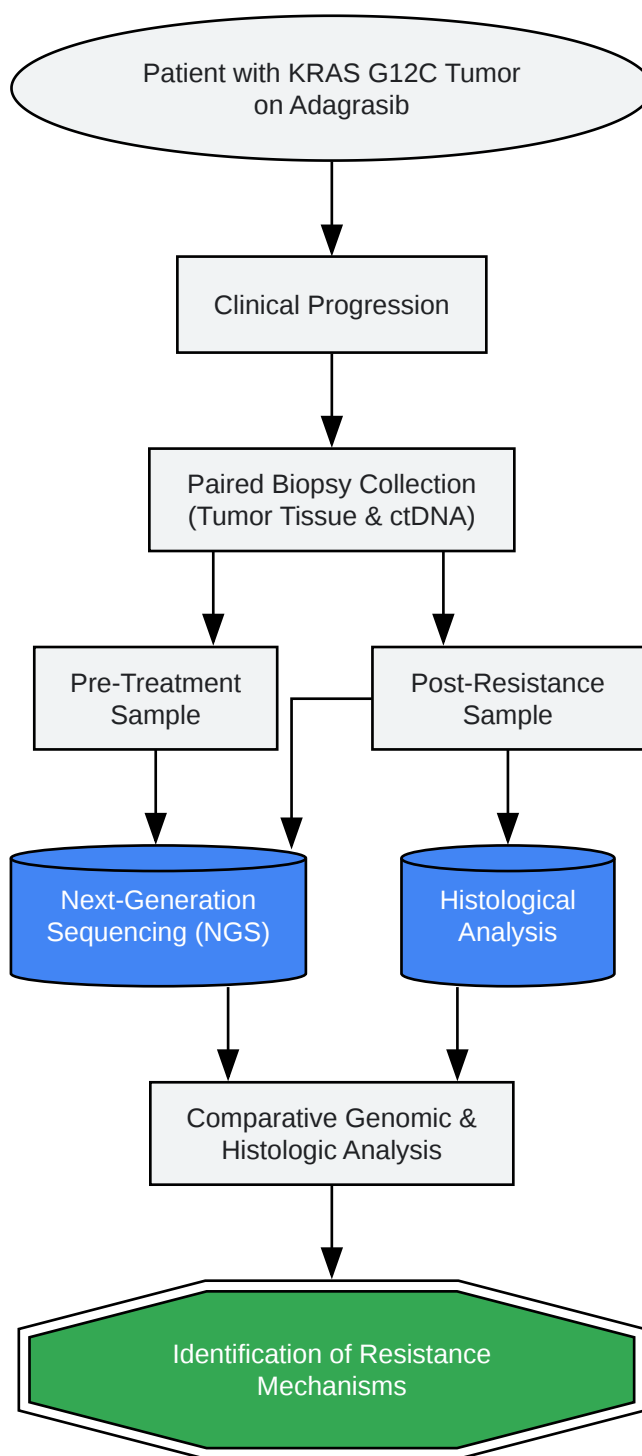 Patient with KRAS G12C Tumor
on Adagrasib
Clinical Progression
Paired Biopsy Collection
(Tumor Tissue & ctDNA)
Pre-Treatment
Sample
Post-Resistance
Sample
Next-Generation
Sequencing (NGS)
Histological
Analysis
Comparative Genomic &
Histologic Analysis
Identification of Resistance
Mechanisms